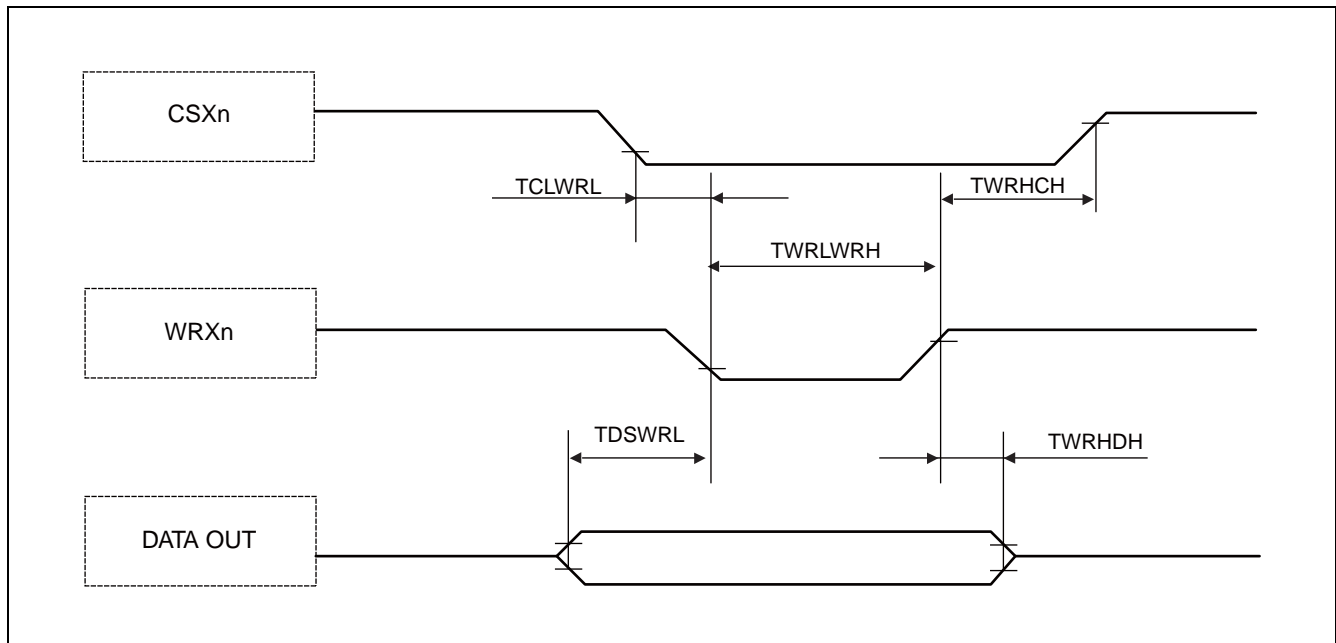 CSXn
TCLWRL
TWRHCH
TWRLWRH
WRXn
TDSWRL
TWRHDH
DATA OUT